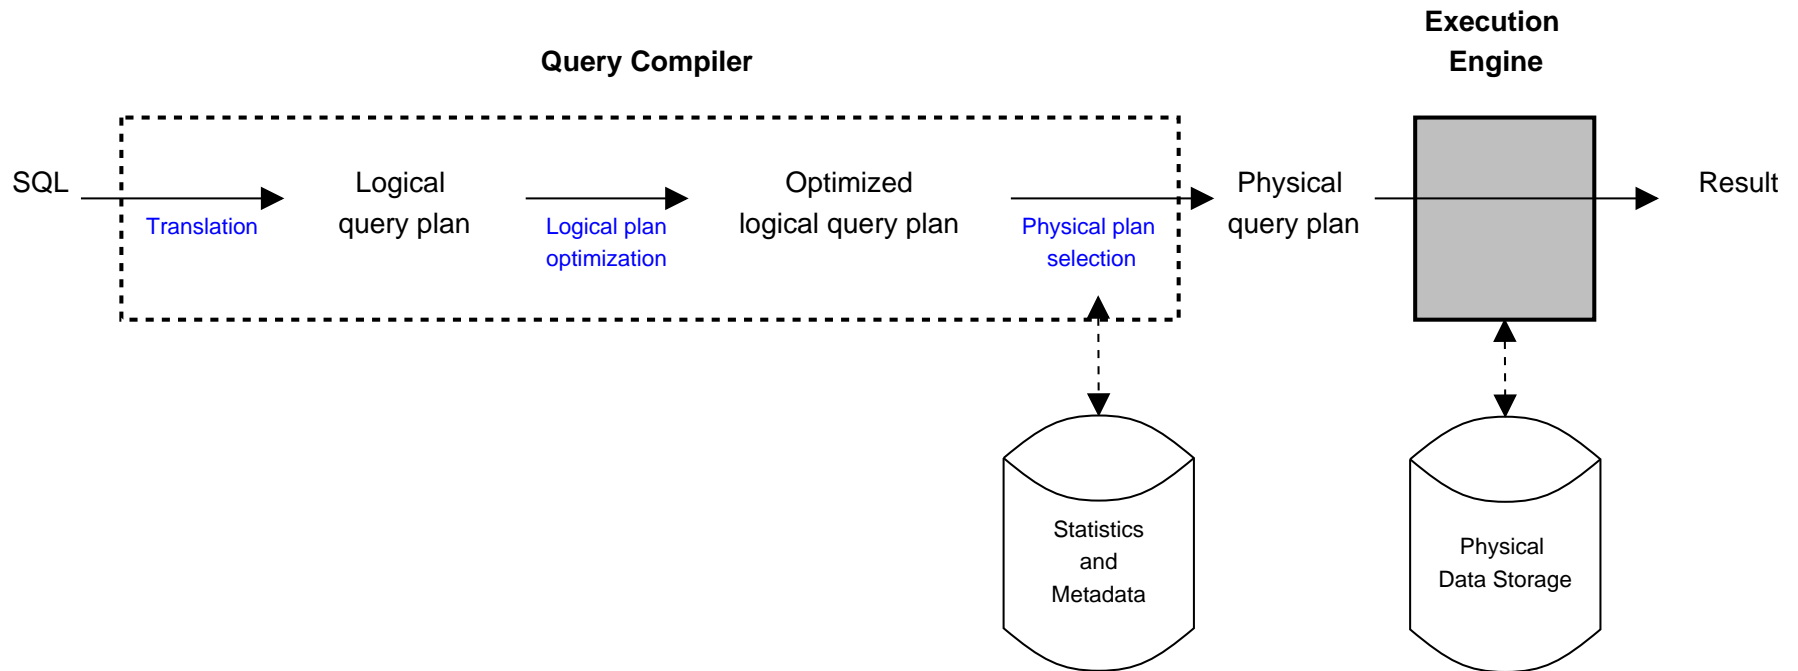 Execution
Engine
Query Compiler
SQL
Translation
Logical
query plan
Logical plan
optimization
Optimized
logical query plan
Physical plan
selection
Physical
query plan
Result
Statistics
and
Metadata
Physical
Data Storage